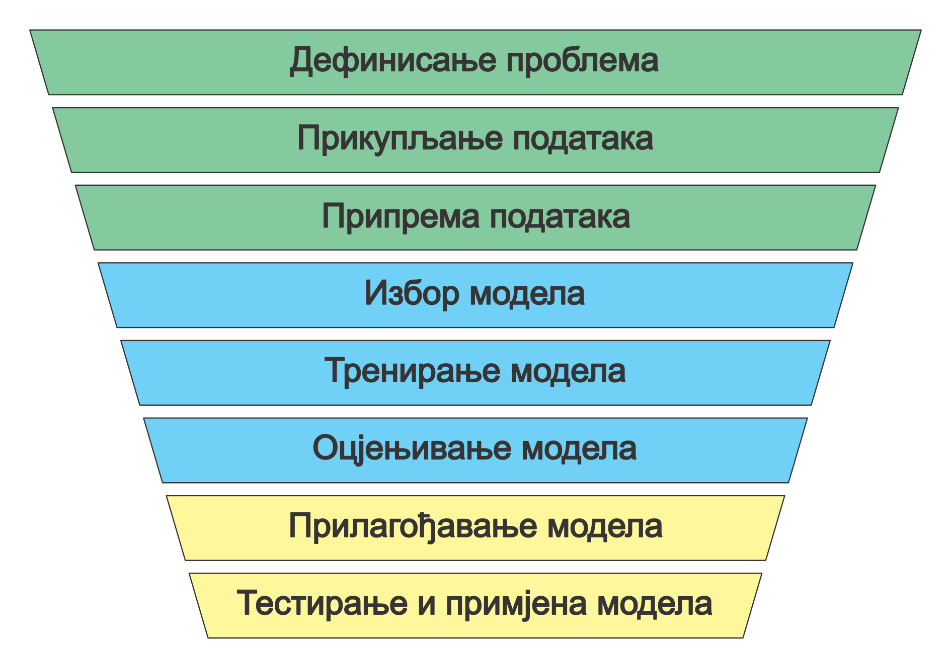 Дефинисање проблема
Прикупљање података
Припрема података
Избор модела
Тренирање модела
Оцјењивање модела
Прилагођавање модела
Тестирање и примјена модела